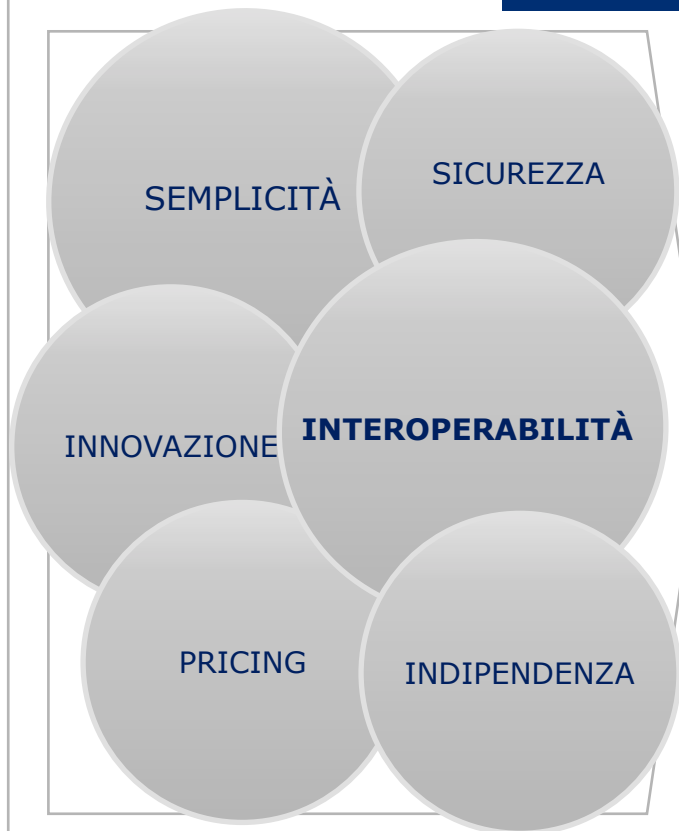 SEMPLICITÀ
SICUREZZA
INNOVAZIONE
INTEROPERABILITÀ
PRICING
INDIPENDENZA